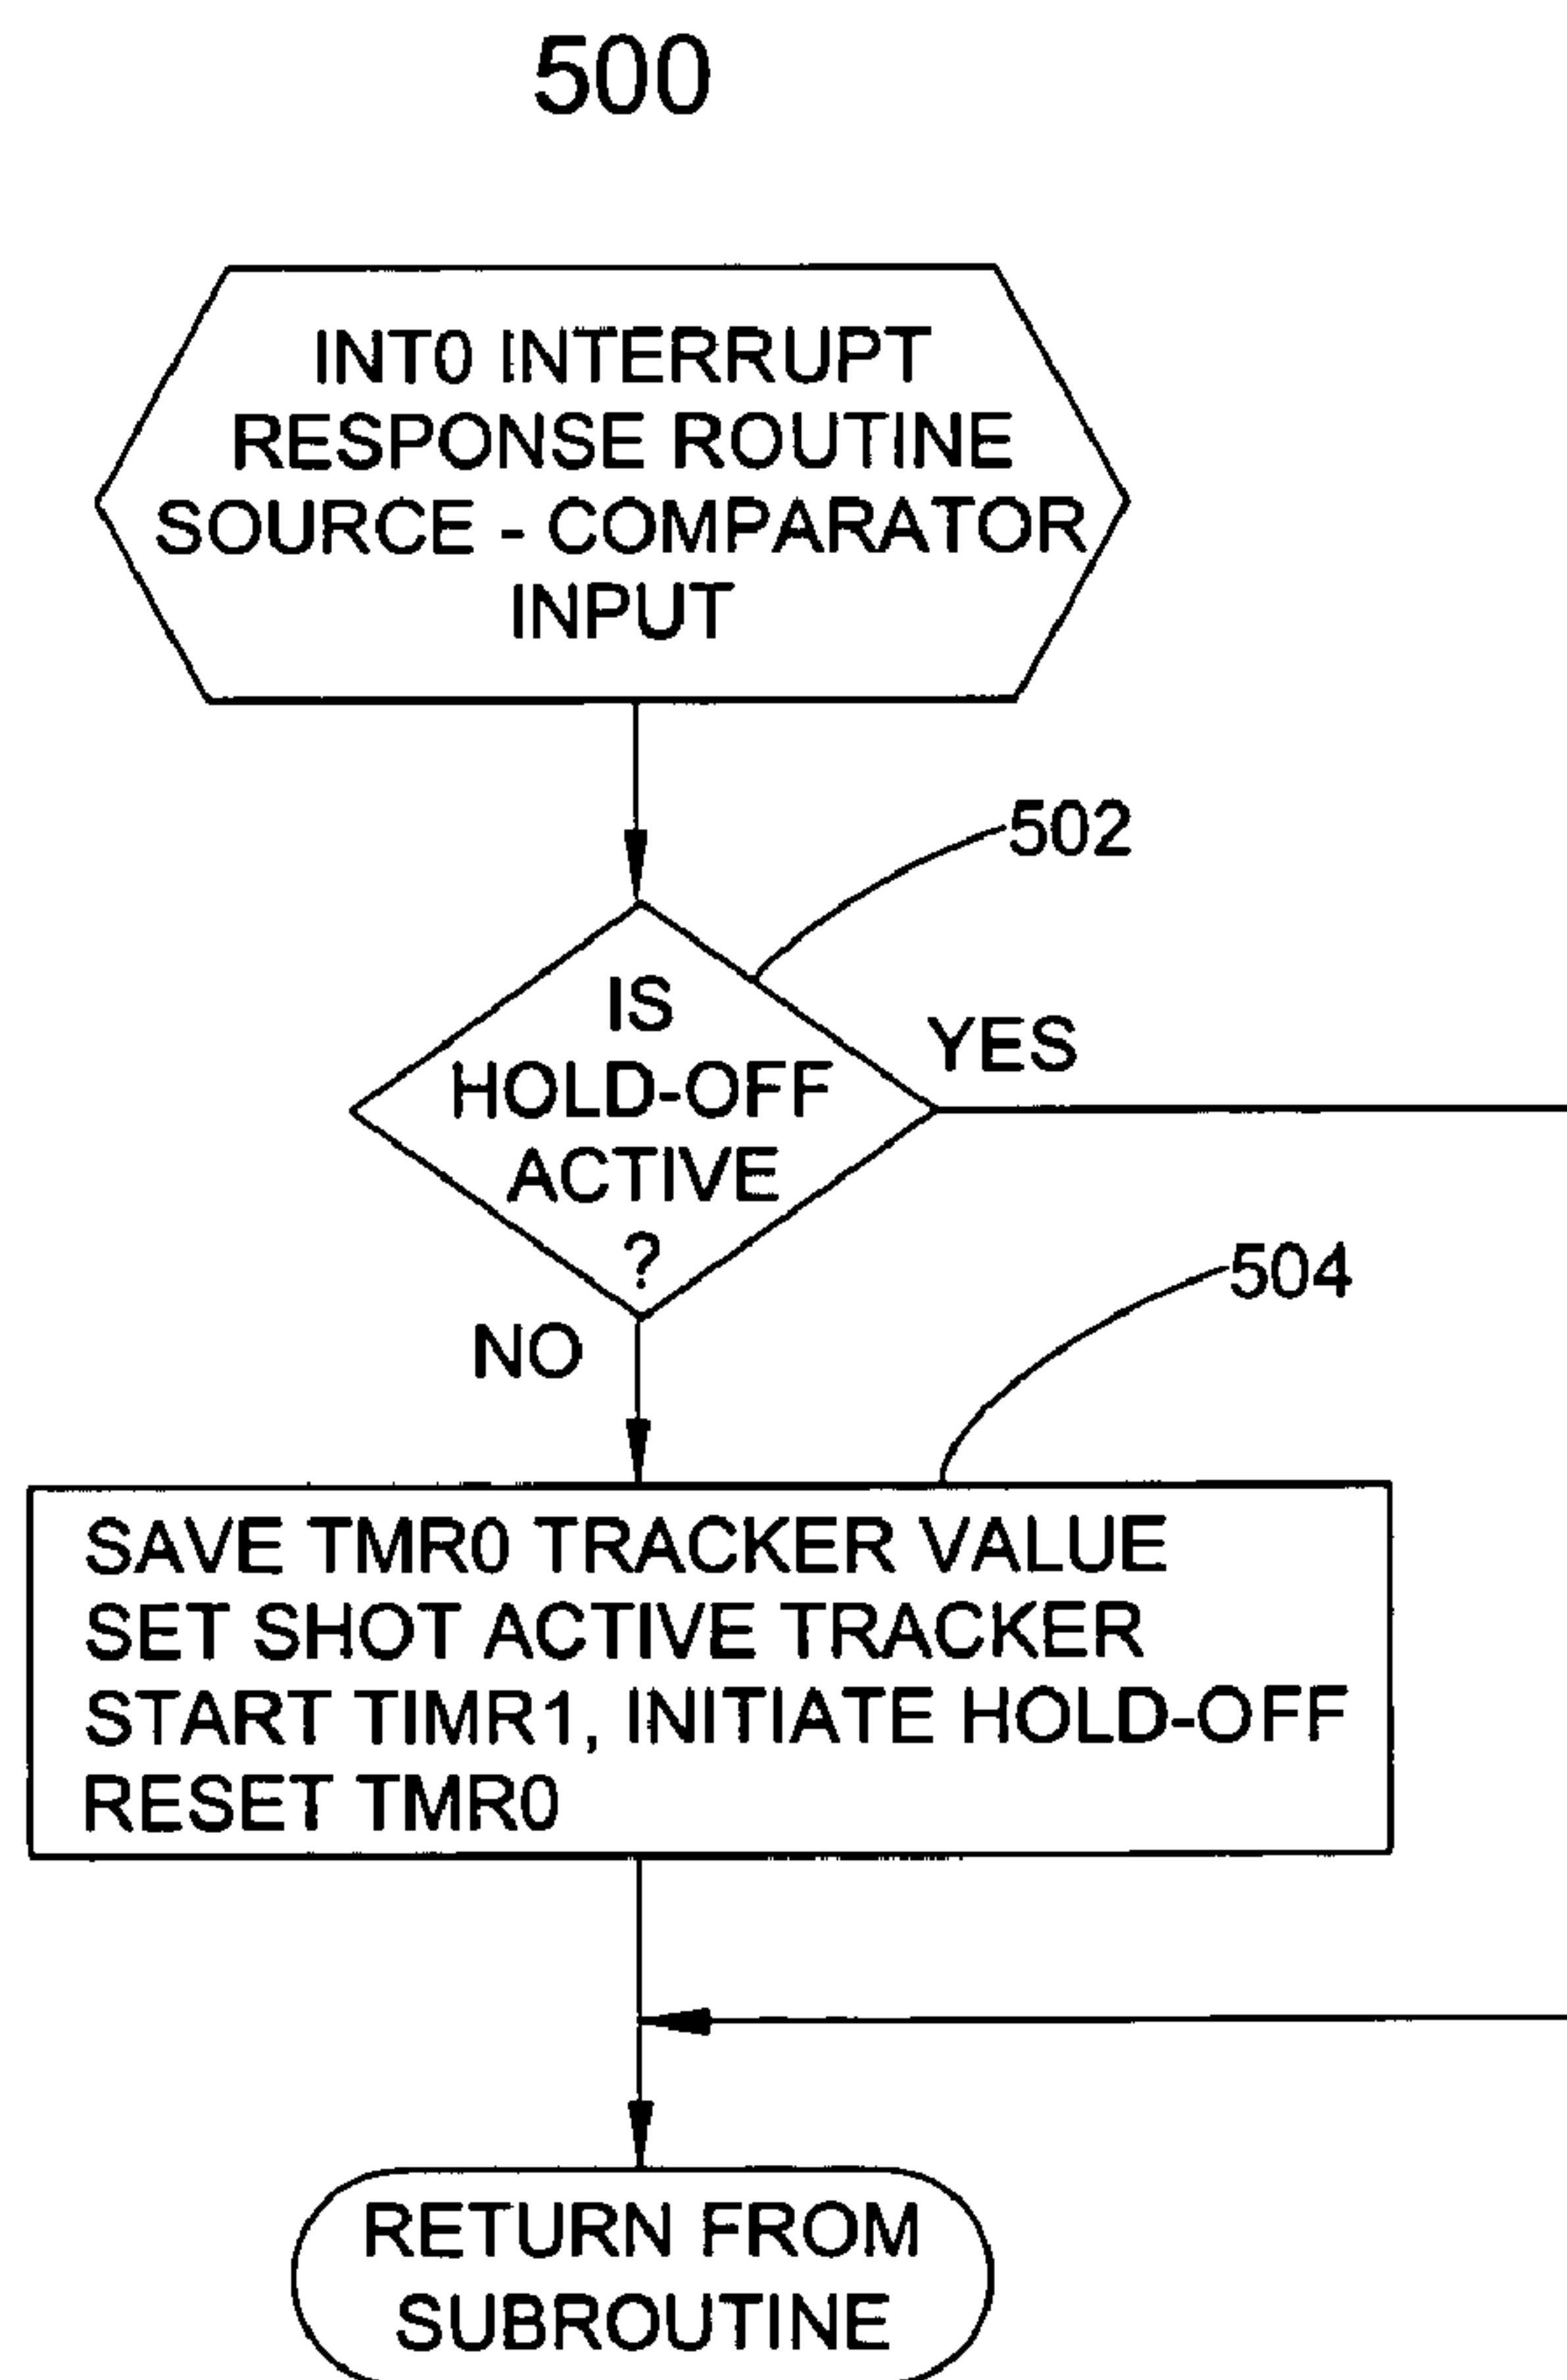 500
INT0 INTERRUPT
RESPONSE ROUTINE
SOURCE - COMPARATOR
INPUT
502
IS
HOLD-OFF
ACTIVE
?
YES
NO
504
SAVE TMR0 TRACKER VALUE
SET SHOT ACTIVE TRACKER
START TIMR1, INITIATE HOLD-OFF
RESET TMR0
RETURN FROM
SUBROUTINE